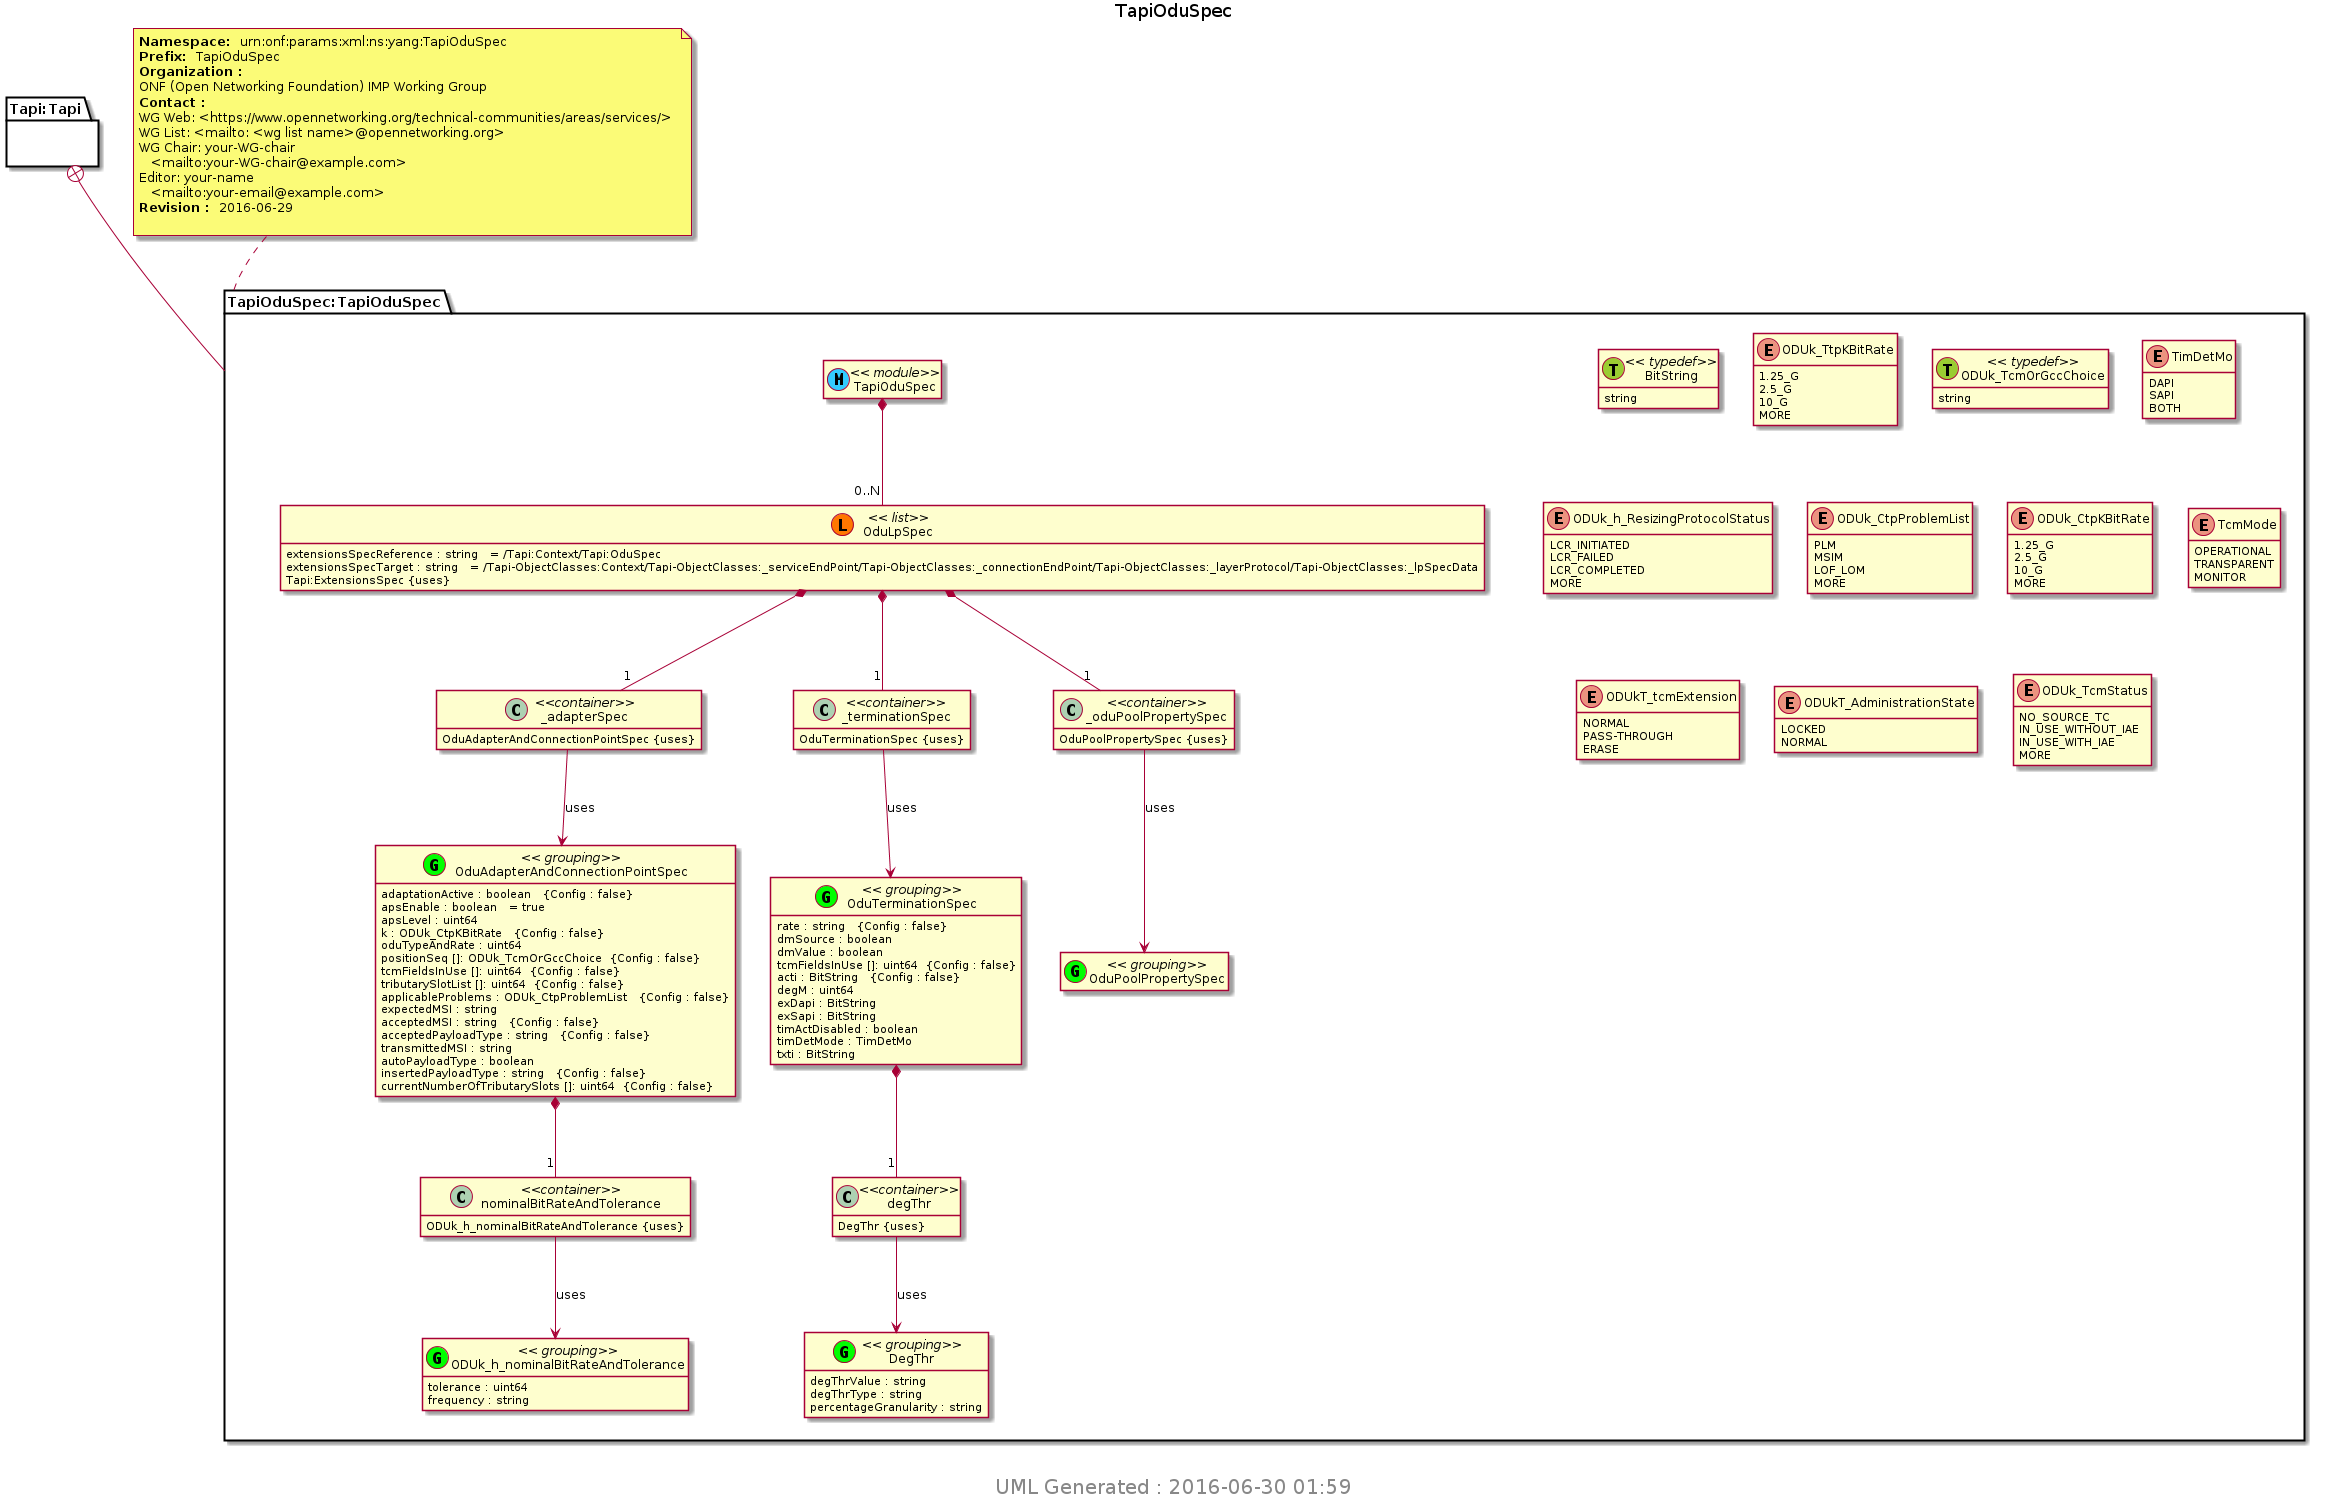 TapiOduSpec
Namespace: urn:onf:params:xml:ns:yang:TapiOduSpec
Prefix: TapiOduSpec
Organization :
ONF (Open Networking Foundation) IMP Working Group
Contact :
WG Web: <https://www.opennetworking.org/technical-communities/areas/services/>
WG List: <mailto: <wg list name>@opennetworking.org>
WG Chair: your-WG-chair
<mailto:your-WG-chair@example.com>
Editor: your-name
<mailto:your-email@example.com>
Revision : 2016-06-29
Tapi:Tapi
TapiOduSpec:TapiOduSpec
M
<< module>>
TapiOduSpec
0..N
L
<< list>>
OduLpSpec
extensionsSpecReference : string = /Tapi:Context/Tapi:OduSpec
extensionsSpecTarget : string = /Tapi-ObjectClasses:Context/Tapi-ObjectClasses:_serviceEndPoint/Tapi-ObjectClasses:_connectionEndPoint/Tapi-ObjectClasses:_layerProtocol/Tapi-ObjectClasses:_lpSpecData
Tapi:ExtensionsSpec {uses}
T
<< typedef>>
BitString
string
E ODUk_TtpKBitRate
1.25_G
2.5_G
10_G
MORE
T
<< typedef>>
ODUk_TcmOrGccChoice
string
E TimDetMo
DAPI
SAPI
BOTH
E ODUk_h_ResizingProtocolStatus
LCR_INITIATED
LCR_FAILED
LCR_COMPLETED
MORE
E ODUk_CtpProblemList
PLM
MSIM
LOF_LOM
MORE
E ODUk_CtpKBitRate
1.25_G
2.5_G
10_G
MORE
E TcmMode
OPERATIONAL
TRANSPARENT
MONITOR
E ODUkT_tcmExtension
NORMAL
PASS-THROUGH
ERASE
E ODUkT_AdministrationState
LOCKED
NORMAL
E ODUk_TcmStatus
NO_SOURCE_TC
IN_USE_WITHOUT_IAE
IN_USE_WITH_IAE
MORE
1
C
<<container>>
_adapterSpec
OduAdapterAndConnectionPointSpec {uses}
1
C
<<container>>
_terminationSpec
OduTerminationSpec {uses}
1
C
<<container>>
_oduPoolPropertySpec
OduPoolPropertySpec {uses}
uses
uses
uses
G
<< grouping>>
OduAdapterAndConnectionPointSpec
adaptationActive : boolean {Config : false}
apsEnable : boolean = true
apsLevel : uint64
k : ODUk_CtpKBitRate {Config : false}
oduTypeAndRate : uint64
positionSeq []: ODUk_TcmOrGccChoice {Config : false}
tcmFieldsInUse []: uint64 {Config : false}
tributarySlotList []: uint64 {Config : false}
applicableProblems : ODUk_CtpProblemList {Config : false}
expectedMSI : string
acceptedMSI : string {Config : false}
acceptedPayloadType : string {Config : false}
transmittedMSI : string
autoPayloadType : boolean
insertedPayloadType : string {Config : false}
currentNumberOfTributarySlots []: uint64 {Config : false}
G
<< grouping>>
OduTerminationSpec
rate : string {Config : false}
dmSource : boolean
dmValue : boolean
tcmFieldsInUse []: uint64 {Config : false}
acti : BitString {Config : false}
degM : uint64
exDapi : BitString
exSapi : BitString
timActDisabled : boolean
timDetMode : TimDetMo
txti : BitString
G
<< grouping>>
OduPoolPropertySpec
1
C
<<container>>
nominalBitRateAndTolerance
ODUk_h_nominalBitRateAndTolerance {uses}
1
C
<<container>>
degThr
DegThr {uses}
uses
uses
G
<< grouping>>
ODUk_h_nominalBitRateAndTolerance
tolerance : uint64
frequency : string
G
<< grouping>>
DegThr
degThrValue : string
degThrType : string
percentageGranularity : string
UML Generated : 2016-06-30 01:59